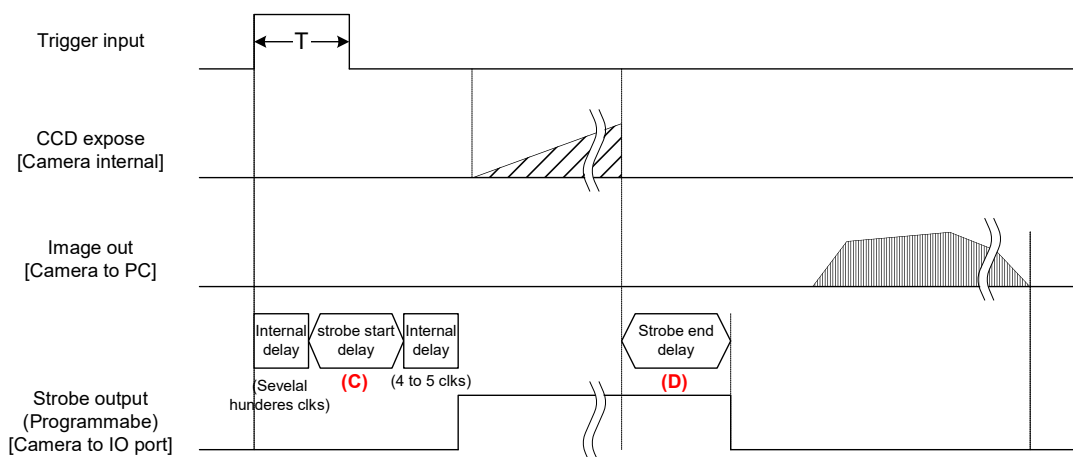 Trigger input
T
CCD expose
[Camera internal]
Image out
[Camera to PC]
Internal
delay
strobe start
delay
Internal
delay
Strobe end
delay
(Sevelal
hunderes clks)
(C)
(4 to 5 clks)
(D)
Strobe output
(Programmabe)
[Camera to IO port]